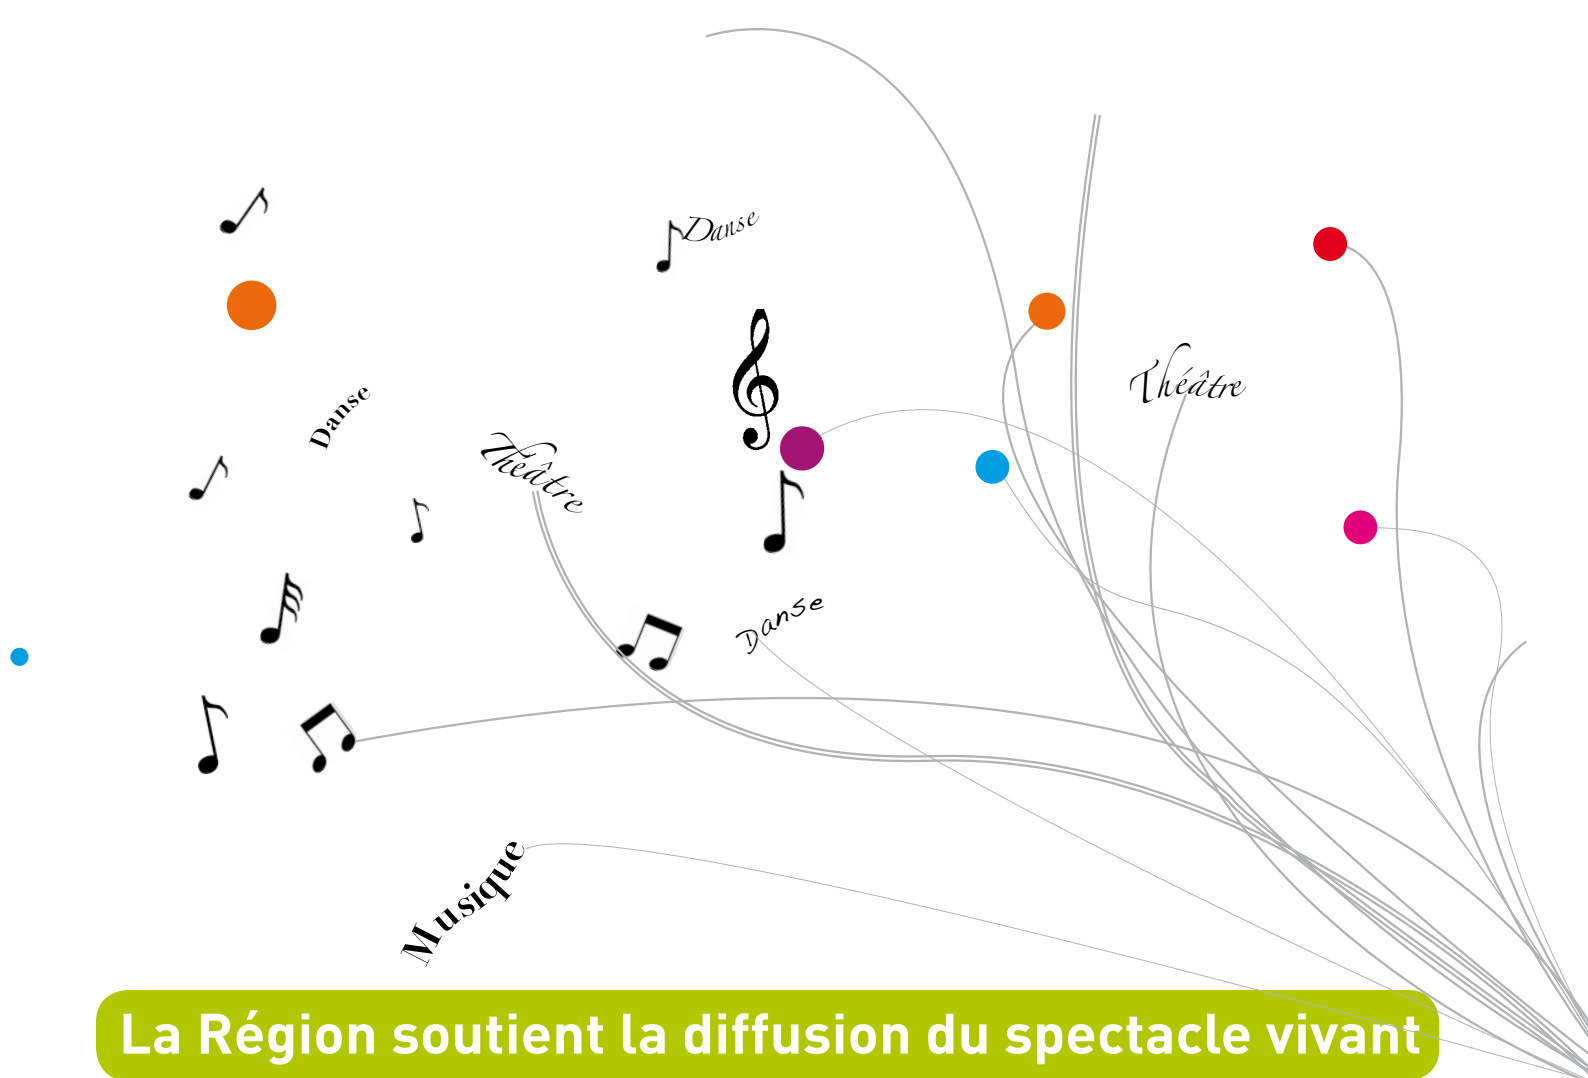 Danse
Théâtre
Danse
Théâtre
Danse
Musique
La Région soutient la diffusion du spectacle vivant